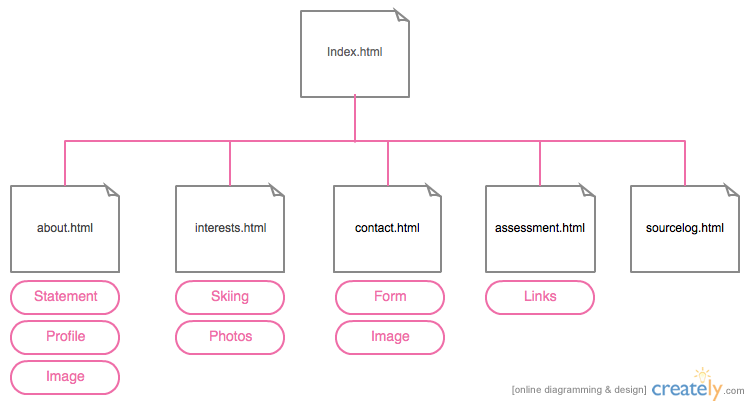 Index.html
about.html
interests.html
contact.html
assessment.html
sourcelog.html
Statement
Skiing
Form
Links
Profile
Photos
Image
Image
[online diagramming & design] creately.com